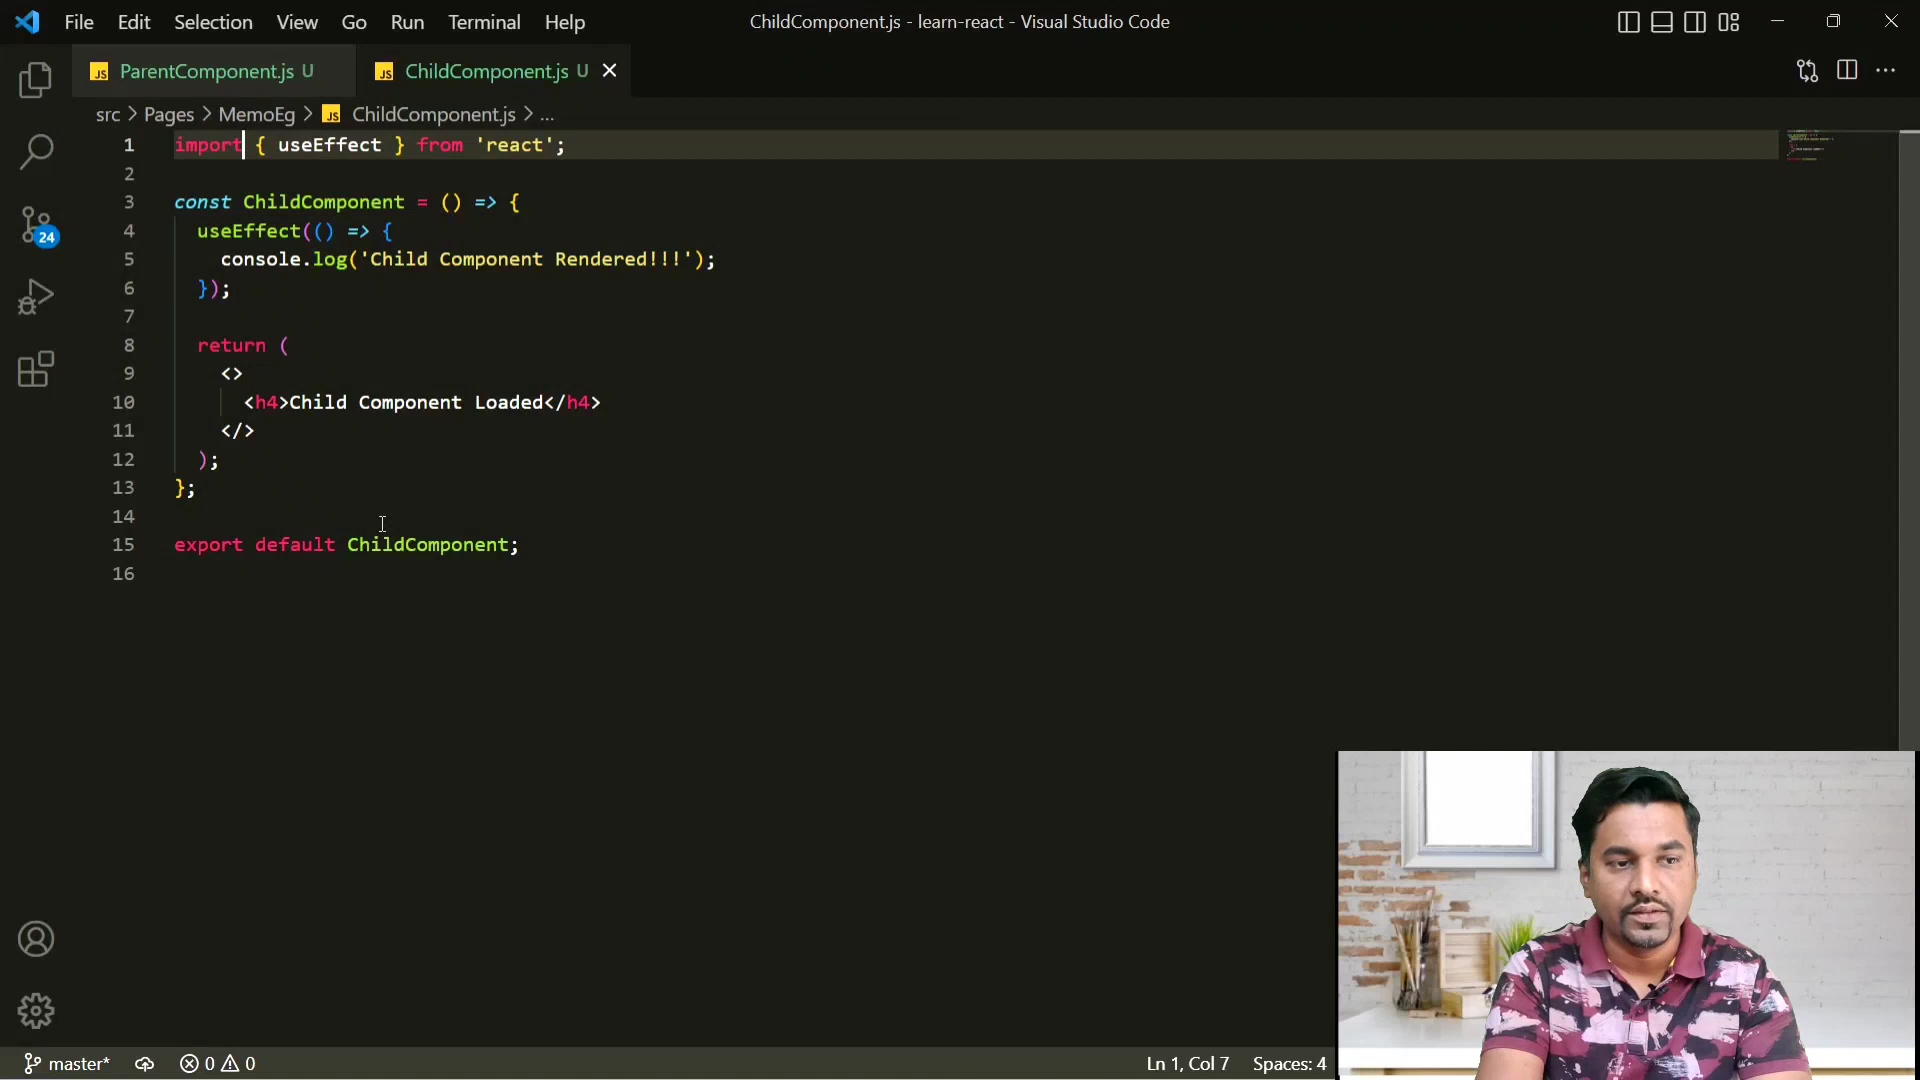 File Edit Selection View Go Run Terminal Help ChildComponent.js - learn-react - Visual Studio Code
JS ParentComponent.js U JS ChildComponent.js U
src > Pages > MemoEg > JS ChildComponent.js > ...
1 import { useEffect } from 'react';
2
3 const ChildComponent = () => {
4 useEffect(() => {
5 console.log('Child Component Rendered!!!');
6 });
7
8 return (
9 <>
10 <h4>Child Component Loaded</h4>
11 </>
12 );
13 };
14
15 export default ChildComponent;
16
24
master* 0 0 Ln 1, Col 7 Spaces: 4